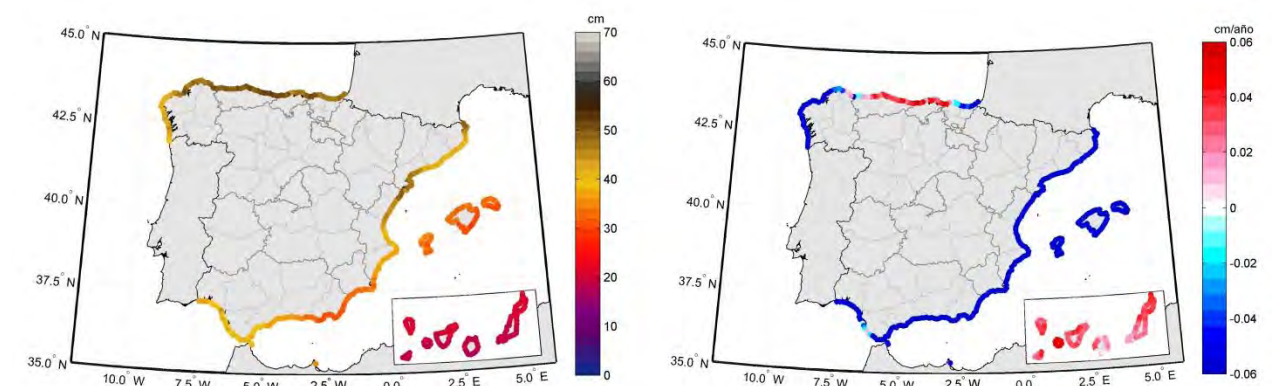 cm
70
60
50
40
30
20
10
0
45.0° N
42.5° N
40.0° N
37.5° N
35.0° N
10.0° W
7.5° W
5.0° W
2.5° W
0.0°
2.5° E
5.0° E
cm/año
0.06
0.04
0.02
0
-0.02
-0.04
-0.06
45.0° N
42.5° N
40.0° N
37.5° N
35.0° N
10.0° W
7.5° W
5.0° W
2.5° W
0.0°
2.5° E
5.0° E